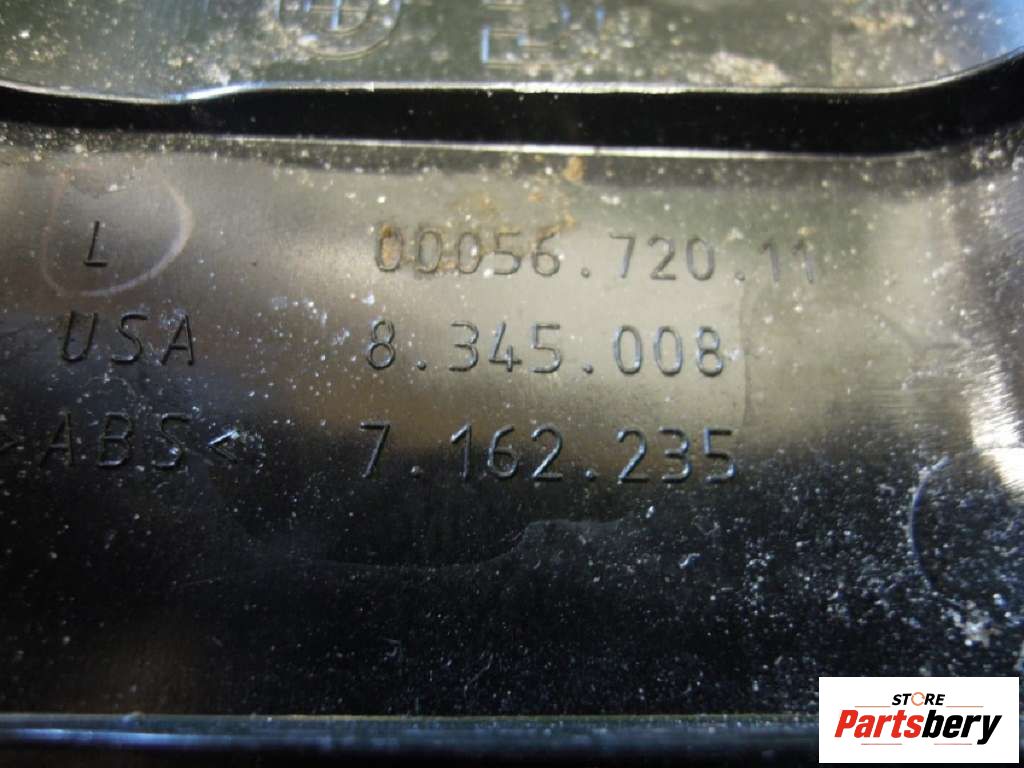 L 00056.720.11
USA 8.345.008
>ABS< 7.162.235
STORE
Partsbery